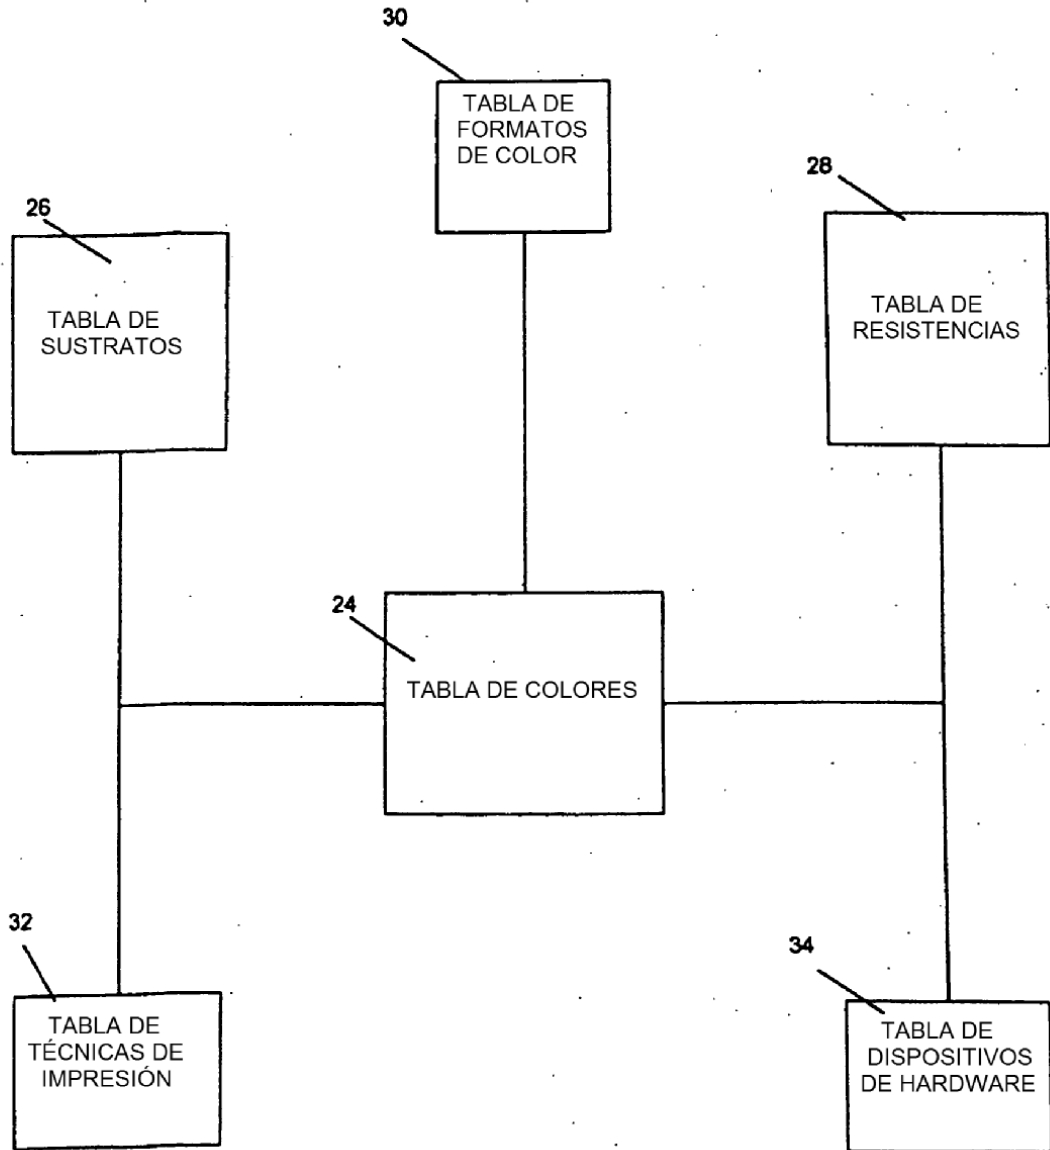 30
TABLA DE
FORMATOS
DE COLOR
28
26
TABLA DE
RESISTENCIAS
TABLA DE
SUSTRATOS
24
TABLA DE COLORES
32
TABLA DE
TÉCNICAS DE
IMPRESIÓN
34
TABLA DE
DISPOSITIVOS
DE HARDWARE